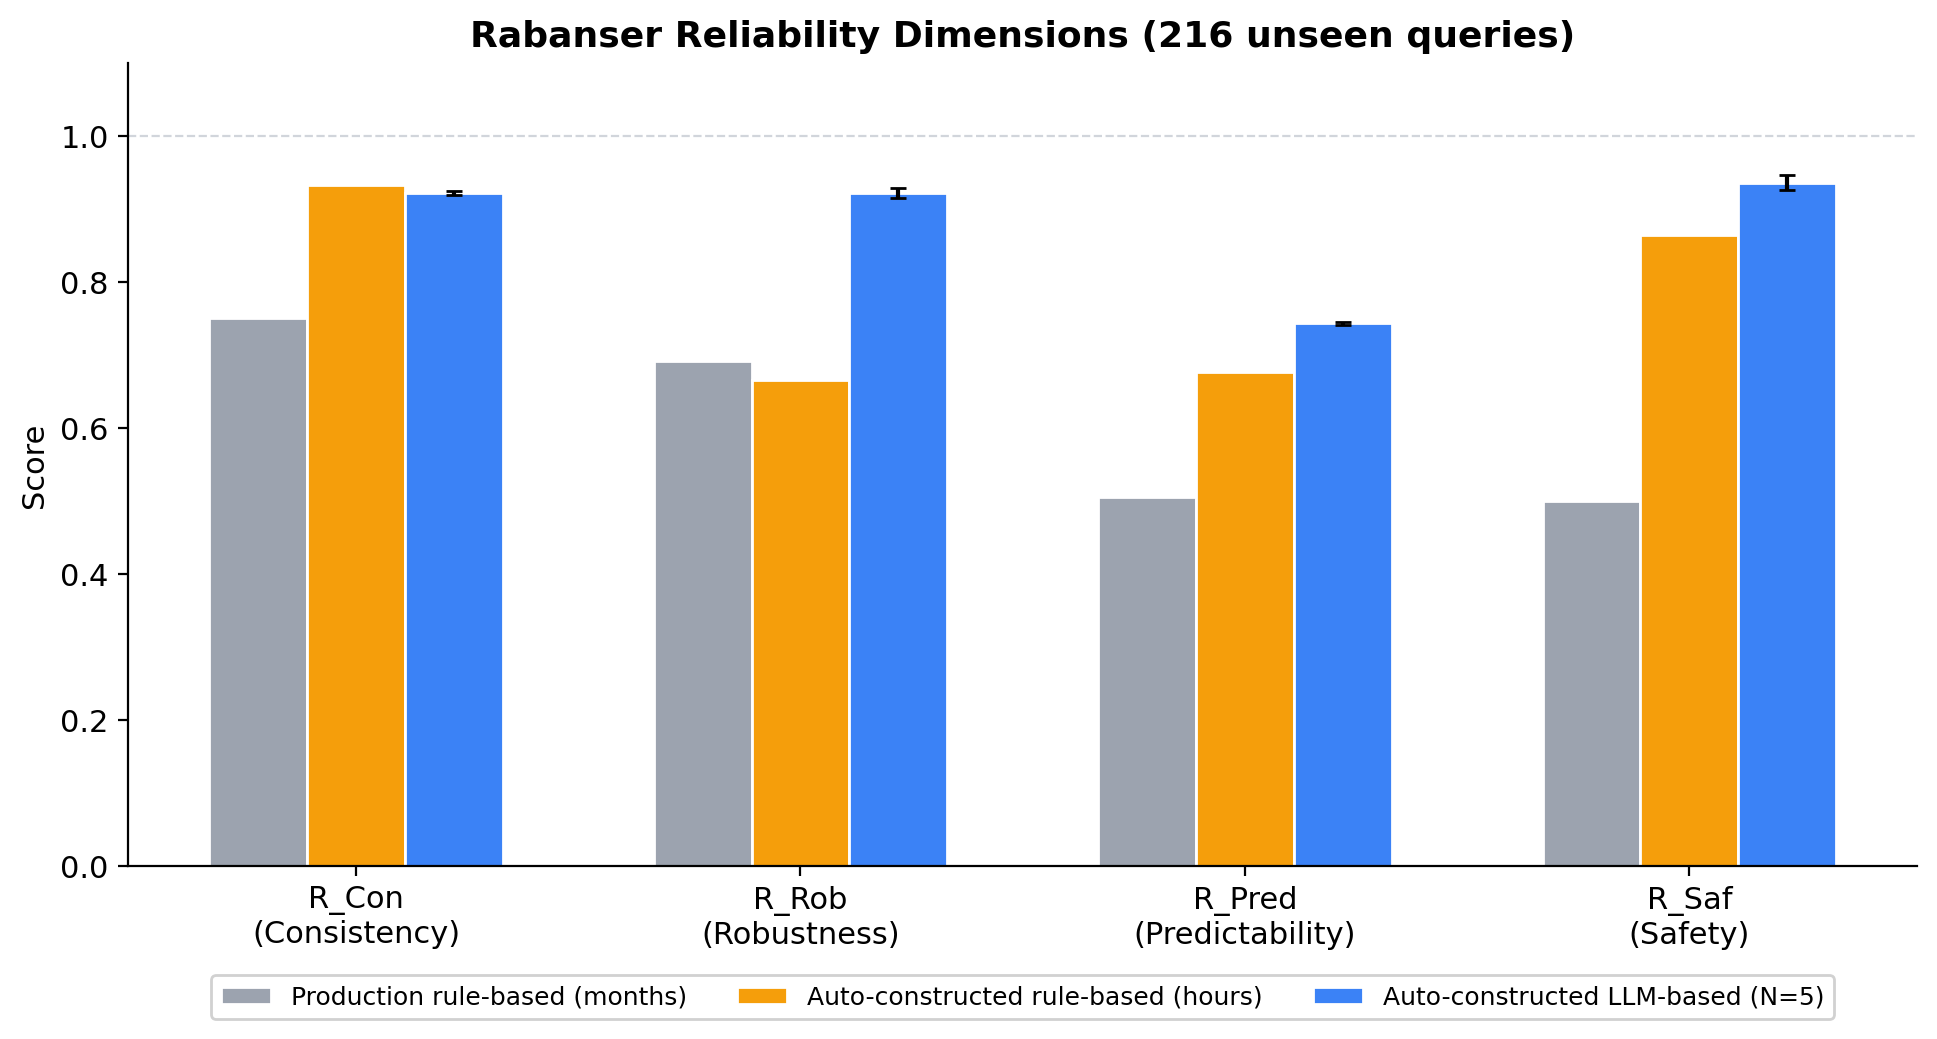 Rabanser Reliability Dimensions (216 unseen queries)
Score
1.0
0.8
0.6
0.4
0.2
0.0
R_Con
(Consistency)
R_Rob
(Robustness)
R_Pred
(Predictability)
R_Saf
(Safety)
Production rule-based (months)
Auto-constructed rule-based (hours)
Auto-constructed LLM-based (N=5)